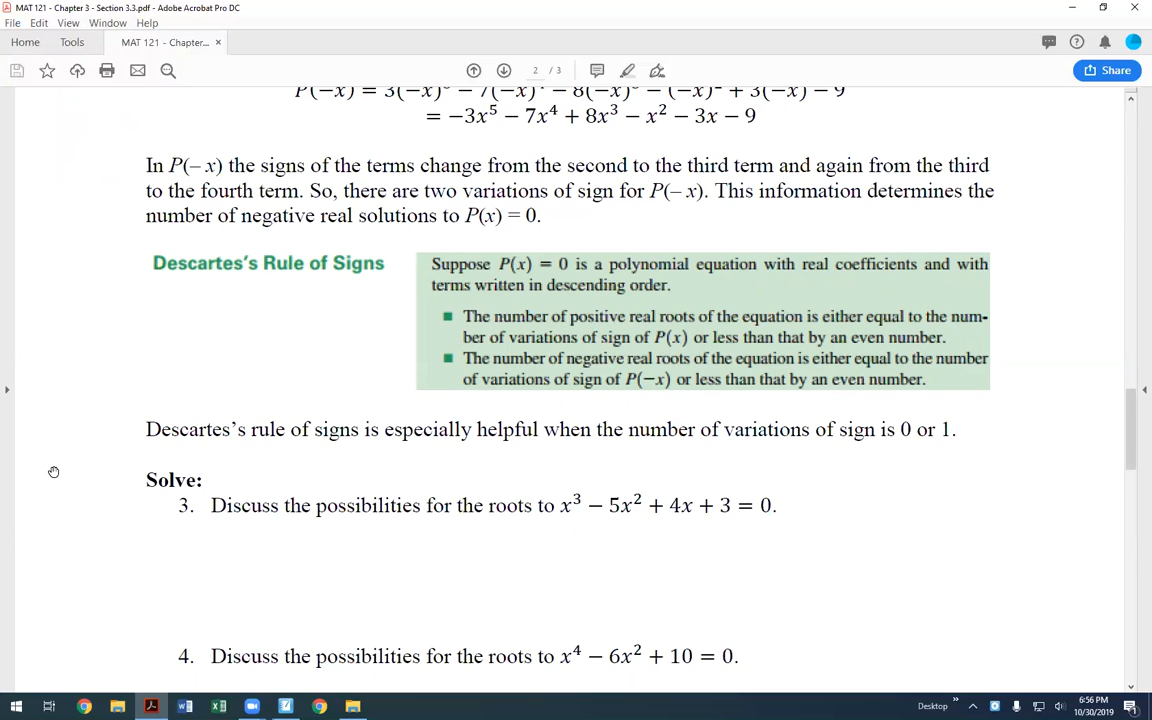 MAT 121 - Chapter 3 - Section 3.3.pdf - Adobe Acrobat Pro DC
File Edit View Window Help
Home Tools MAT 121 - Chapter... ×
2 / 3 Share
= −3x⁵ − 7x⁴ + 8x³ − x² − 3x − 9
In P(– x) the signs of the terms change from the second to the third term and again from the third
to the fourth term. So, there are two variations of sign for P(– x). This information determines the
number of negative real solutions to P(x) = 0.
Descartes's Rule of Signs
Suppose P(x) = 0 is a polynomial equation with real coefficients and with
terms written in descending order.
■ The number of positive real roots of the equation is either equal to the num-
ber of variations of sign of P(x) or less than that by an even number.
■ The number of negative real roots of the equation is either equal to the number
of variations of sign of P(−x) or less than that by an even number.
Descartes's rule of signs is especially helpful when the number of variations of sign is 0 or 1.
Solve:
3. Discuss the possibilities for the roots to x³ − 5x² + 4x + 3 = 0.
4. Discuss the possibilities for the roots to x⁴ − 6x² + 10 = 0.
Desktop
6:56 PM
10/30/2019